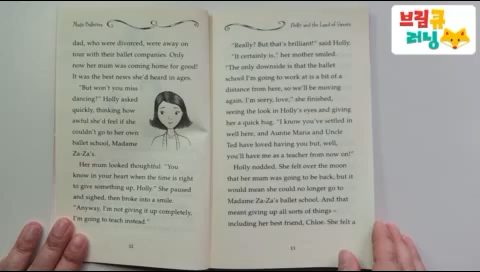 Magic Ballerina
dad, who were divorced, were away on
tour with their ballet companies. Only
now her mum was coming home for good!
It was the best news she'd heard in ages.
"But won't you miss
dancing?" Holly asked
quickly, thinking how
awful she'd feel if she
couldn't go to her own
ballet school, Madame
Za-Za's.
Her mum looked thoughtful. "You
know in your heart when the time is right
to give something up, Holly." She paused
and sighed, then broke into a smile.
"Anyway, I'm not giving it up completely,
I'm going to teach instead."
Holly and the Land of Sweets
"Really? But that's brilliant!" said Holly.
"It certainly is," her mother smiled.
"The only downside is that the ballet
school I'm going to work at is a bit of a
distance from here, so we'll be moving
again. I'm sorry, love," she finished,
seeing the look in Holly's eyes and giving
her a quick hug. "I know you've settled in
well here, and Auntie Maria and Uncle
Ted have loved having you but, well,
you'll have me as a teacher from now on!"
Holly nodded. She felt over the moon
that her mum was going to be back, but it
would mean she could no longer go to
Madame Za-Za's ballet school. And that
meant giving up all sorts of things –
including her best friend, Chloe. She felt a
브림큐
러닝